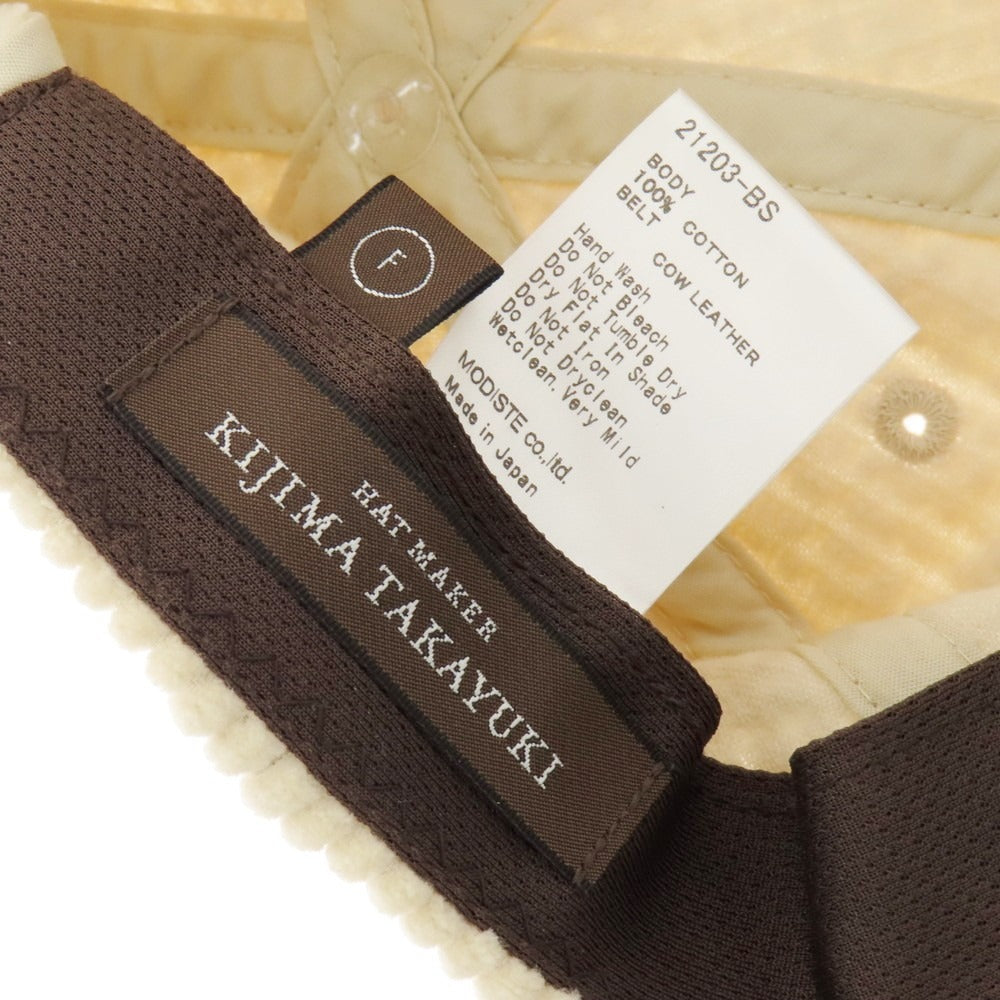 F
21203-BS
BODY
100% COTTON
BELT
COW LEATHER
Hand Wash
Do Not Bleach
Do Not Tumble Dry
Dry Flat In Shade
Do Not Iron
Do Not Dryclean
Wetclean, Very Mild
MODISTE CO.,ltd.
Made in Japan
HAT MAKER
KIJIMA TAKAYUKI